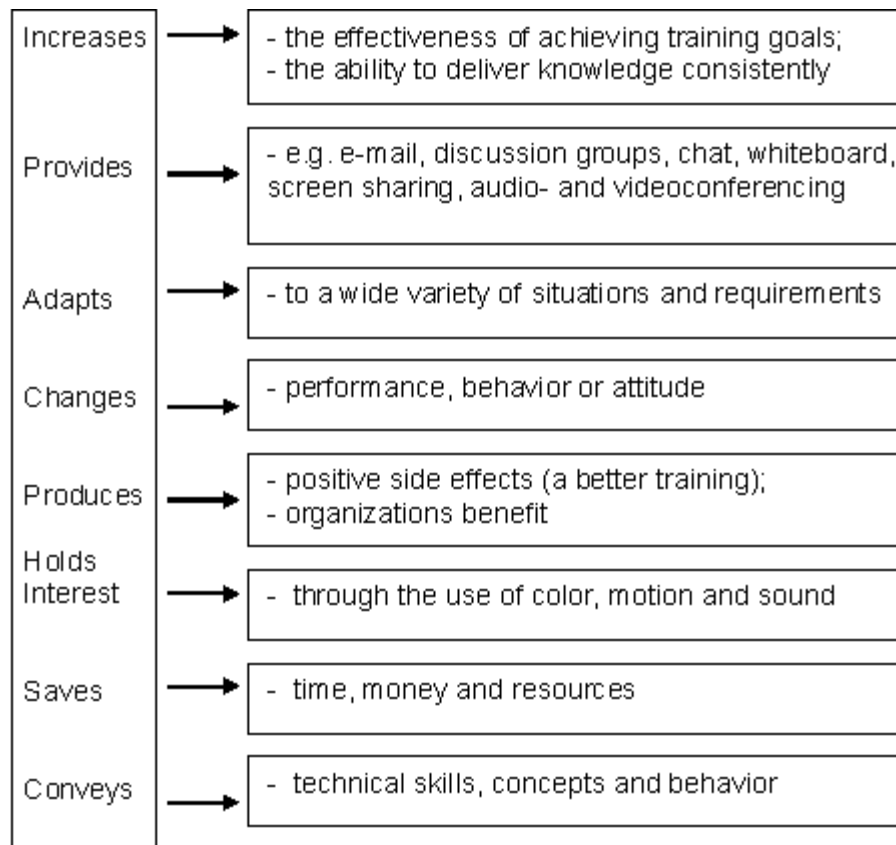 Increases
- the effectiveness of achieving training goals;
- the ability to deliver knowledge consistently
Provides
- e.g. e-mail, discussion groups, chat, whiteboard,
screen sharing, audio- and videoconferencing
Adapts
- to a wide variety of situations and requirements
Changes
- performance, behavior or attitude
Produces
- positive side effects (a better training);
- organizations benefit
Holds
Interest
- through the use of color, motion and sound
Saves
- time, money and resources
Conveys
- technical skills, concepts and behavior